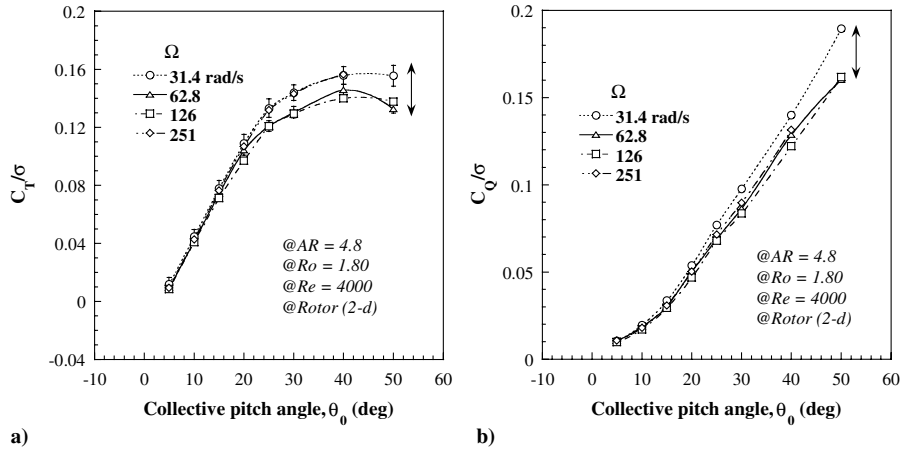 0.2
0.16
0.12
0.08
0.04
0
-0.04
C_T/σ
Ω
31.4 rad/s
62.8
126
251
@AR = 4.8
@Ro = 1.80
@Re = 4000
@Rotor (2-d)
-10 0 10 20 30 40 50 60
Collective pitch angle, θ_0 (deg)
a)
0.2
0.15
0.1
0.05
0
C_Q/σ
Ω
31.4 rad/s
62.8
126
251
@AR = 4.8
@Ro = 1.80
@Re = 4000
@Rotor (2-d)
-10 0 10 20 30 40 50 60
Collective pitch angle, θ_0 (deg)
b)